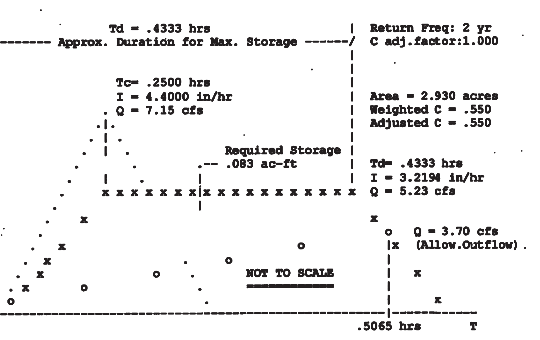 Td = .4333 hrs
------- Approx. Duration for Max. Storage ------/
Return Freq: 2 yr
C adj.factor:1.000
Tc= .2500 hrs
I = 4.4000 in/hr
Q = 7.15 cfs
Area = 2.930 acres
Weighted C = .550
Adjusted C = .550
Required Storage
.083 ac-ft
Td= .4333 hrs
I = 3.2194 in/hr
Q = 5.23 cfs
x x x x x x x x x x x x x x x x x x x x x
Q = 3.70 cfs
(Allow.Outflow)
NOT TO SCALE
.5065 hrs
T